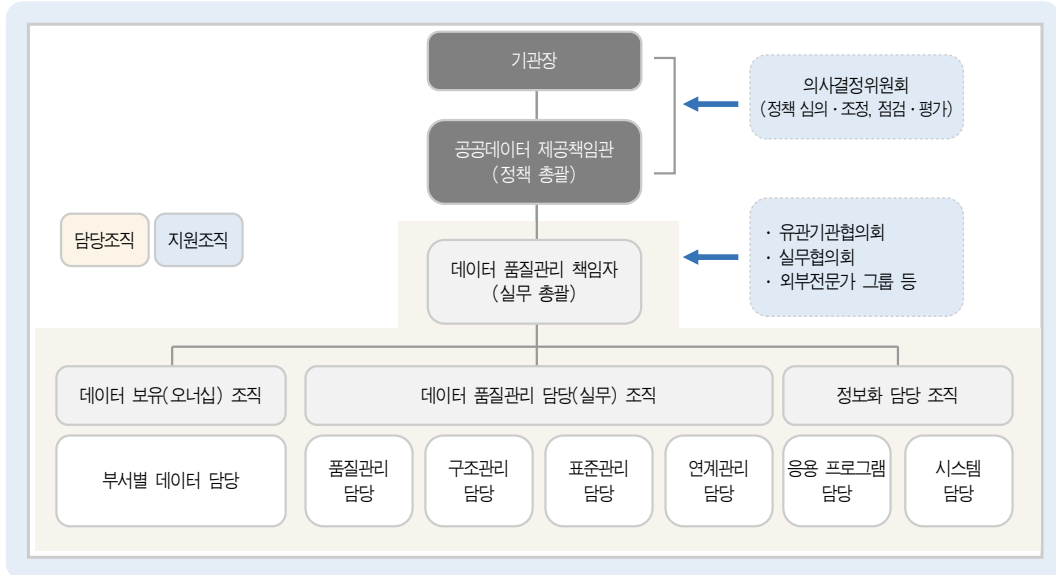 기관장
의사결정위원회
(정책 심의·조정, 점검·평가)
공공데이터 제공책임관
(정책 총괄)
담당조직
지원조직
데이터 품질관리 책임자
(실무 총괄)
· 유관기관협의회
· 실무협의회
· 외부전문가 그룹 등
데이터 보유(오너십) 조직
데이터 품질관리 담당(실무) 조직
정보화 담당 조직
부서별 데이터 담당
품질관리
담당
구조관리
담당
표준관리
담당
연계관리
담당
응용 프로그램
담당
시스템
담당